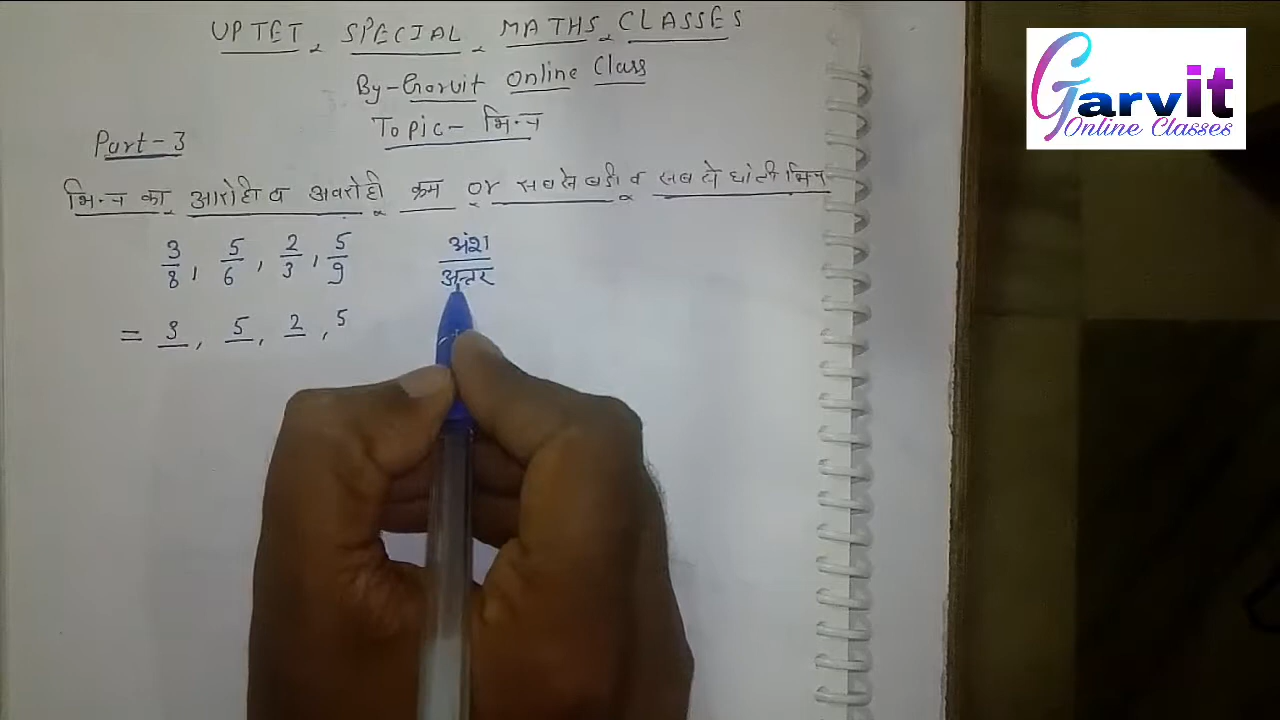 UPTET, SPECIAL, MATHS, CLASSES
By-Garvit Online Class
Topic- भिन्न
Part-3
भिन्न का आरोही व अवरोही क्रम or सबसे बडी व सबसे छोटी भिन्न
3/8, 5/6, 2/3, 5/9
अंश
अन्तर
= 3, 5, 2, 5
Garvit
Online Classes